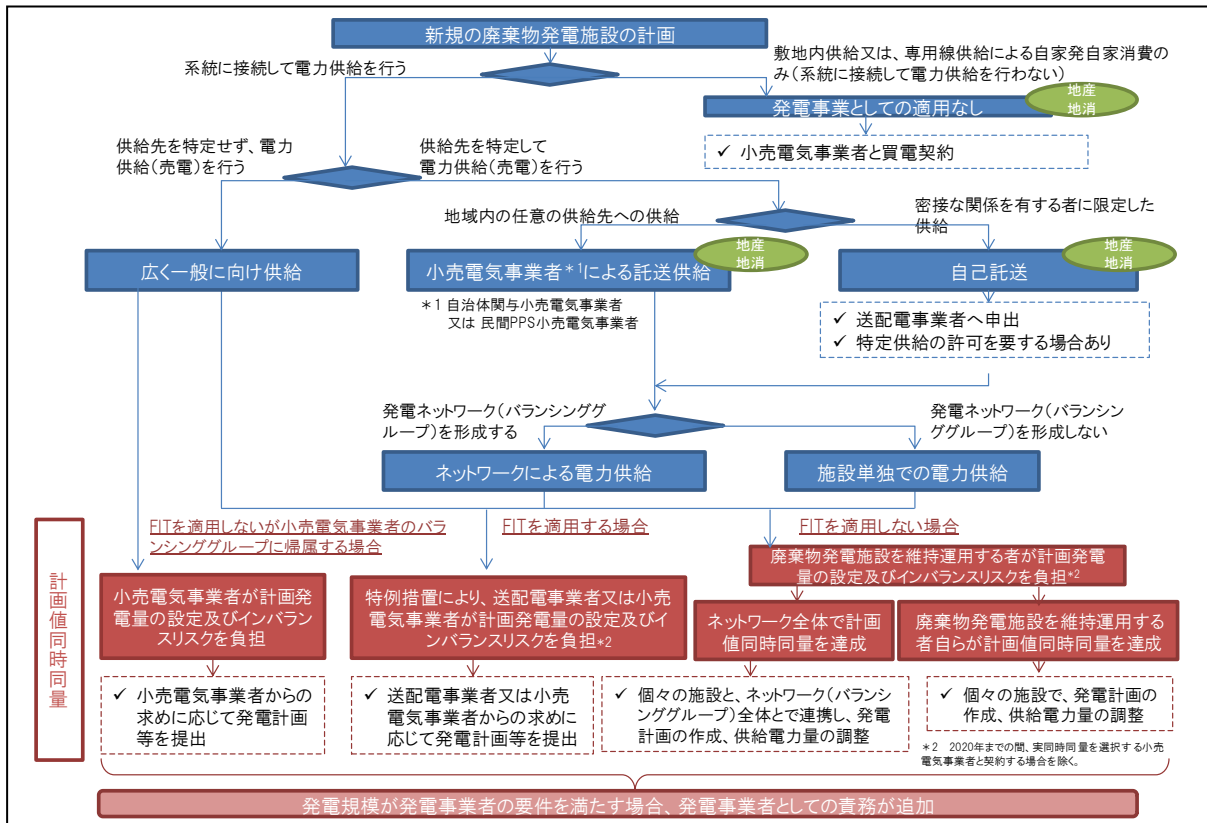 新規の廃棄物発電施設の計画
系統に接続して電力供給を行う
敷地内供給又は、専用線供給による自家発自家消費の
み（系統に接続して電力供給を行わない）
地産
地消
発電事業としての適用なし
✓ 小売電気事業者と買電契約
供給先を特定せず、電力
供給（売電）を行う
供給先を特定して
電力供給（売電）を行う
地域内の任意の供給先への供給
密接な関係を有する者に限定した
供給
広く一般に向け供給
小売電気事業者*1による託送供給
地産
地消
自己託送
地産
地消
*1 自治体関与小売電気事業者
又は 民間PPS小売電気事業者
✓ 送配電事業者へ申出
✓ 特定供給の許可を要する場合あり
発電ネットワーク（バランシンググ
ループ）を形成する
発電ネットワーク（バランシン
ググループ）を形成しない
ネットワークによる電力供給
施設単独での電力供給
FITを適用しないが小売電気事業者のバラ
ンシンググループに帰属する場合
FITを適用する場合
FITを適用しない場合
計画値同時同量
廃棄物発電施設を維持運用する者が計画発電
量の設定及びインバランスリスクを負担*2
小売電気事業者が計画発
電量の設定及びインバラン
スリスクを負担
特例措置により、送配電事業者又は小売
電気事業者が計画発電量の設定及びイ
ンバランスリスクを負担*2
ネットワーク全体で計画
値同時同量を達成
廃棄物発電施設を維持運用する
者自らが計画値同時同量を達成
✓ 小売電気事業者からの
求めに応じて発電計画
等を提出
✓ 送配電事業者又は小売
電気事業者からの求めに
応じて発電計画等を提出
✓ 個々の施設と、ネットワーク（バランシ
ンググループ）全体とで連携し、発電
計画の作成、供給電力量の調整
✓ 個々の施設で、発電計画の
作成、供給電力量の調整
*2 2020年までの間、実同時同量を選択する小売
電気事業者と契約する場合を除く。
発電規模が発電事業者の要件を満たす場合、発電事業者としての責務が追加